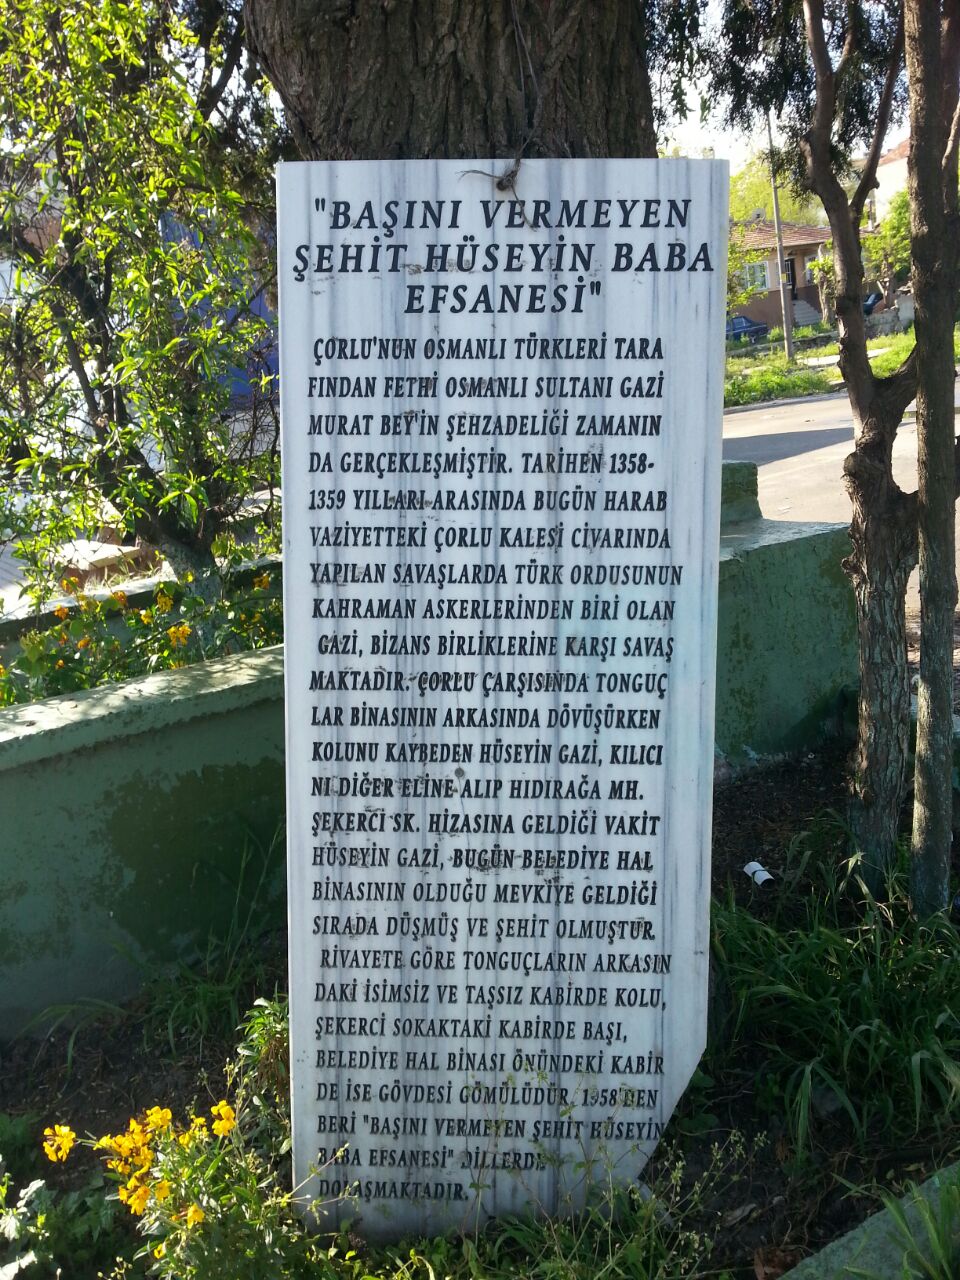 "BAŞINI VERMEYEN
ŞEHİT HÜSEYİN BABA
EFSANESİ"
ÇORLU'NUN OSMANLI TÜRKLERİ TARA
FINDAN FETHİ OSMANLI SULTANI GAZİ
MURAT BEY'İN ŞEHZADELİĞİ ZAMANIN
DA GERÇEKLEŞMİŞTİR. TARİHEN 1358-
1359 YILLARI ARASINDA BUGÜN HARAB
VAZİYETTEKİ ÇORLU KALESİ CİVARINDA
YAPILAN SAVAŞLARDA TÜRK ORDUSUNUN
KAHRAMAN ASKERLERİNDEN BİRİ OLAN
GAZİ, BİZANS BİRLİKLERİNE KARŞI SAVAŞ
MAKTADIR. ÇORLU ÇARŞISINDA TONGUÇ
LAR BİNASININ ARKASINDA DÖVÜŞÜRKEN
KOLUNU KAYBEDEN HÜSEYİN GAZİ, KILICI
NI DİĞER ELİNE ALIP HIDIRAĞA MH.
ŞEKERCİ SK. HİZASINA GELDİĞİ VAKİT
HÜSEYİN GAZİ, BUGÜN BELEDİYE HAL
BİNASININ OLDUĞU MEVKİYE GELDİĞİ
SIRADA DÜŞMÜŞ VE ŞEHİT OLMUŞTUR.
RİVAYETE GÖRE TONGUÇLARIN ARKASIN
DAKİ İSİMSİZ VE TAŞSIZ KABİRDE KOLU,
ŞEKERCİ SOKAKTAKİ KABİRDE BAŞI,
BELEDİYE HAL BİNASI ÖNÜNDEKİ KABİR
DE İSE GÖVDESİ GÖMÜLÜDÜR. 1958'DEN
BERİ "BAŞINI VERMEYEN ŞEHİT HÜSEYİN
BABA EFSANESİ" DİLLERDE
DOLAŞMAKTADIR.